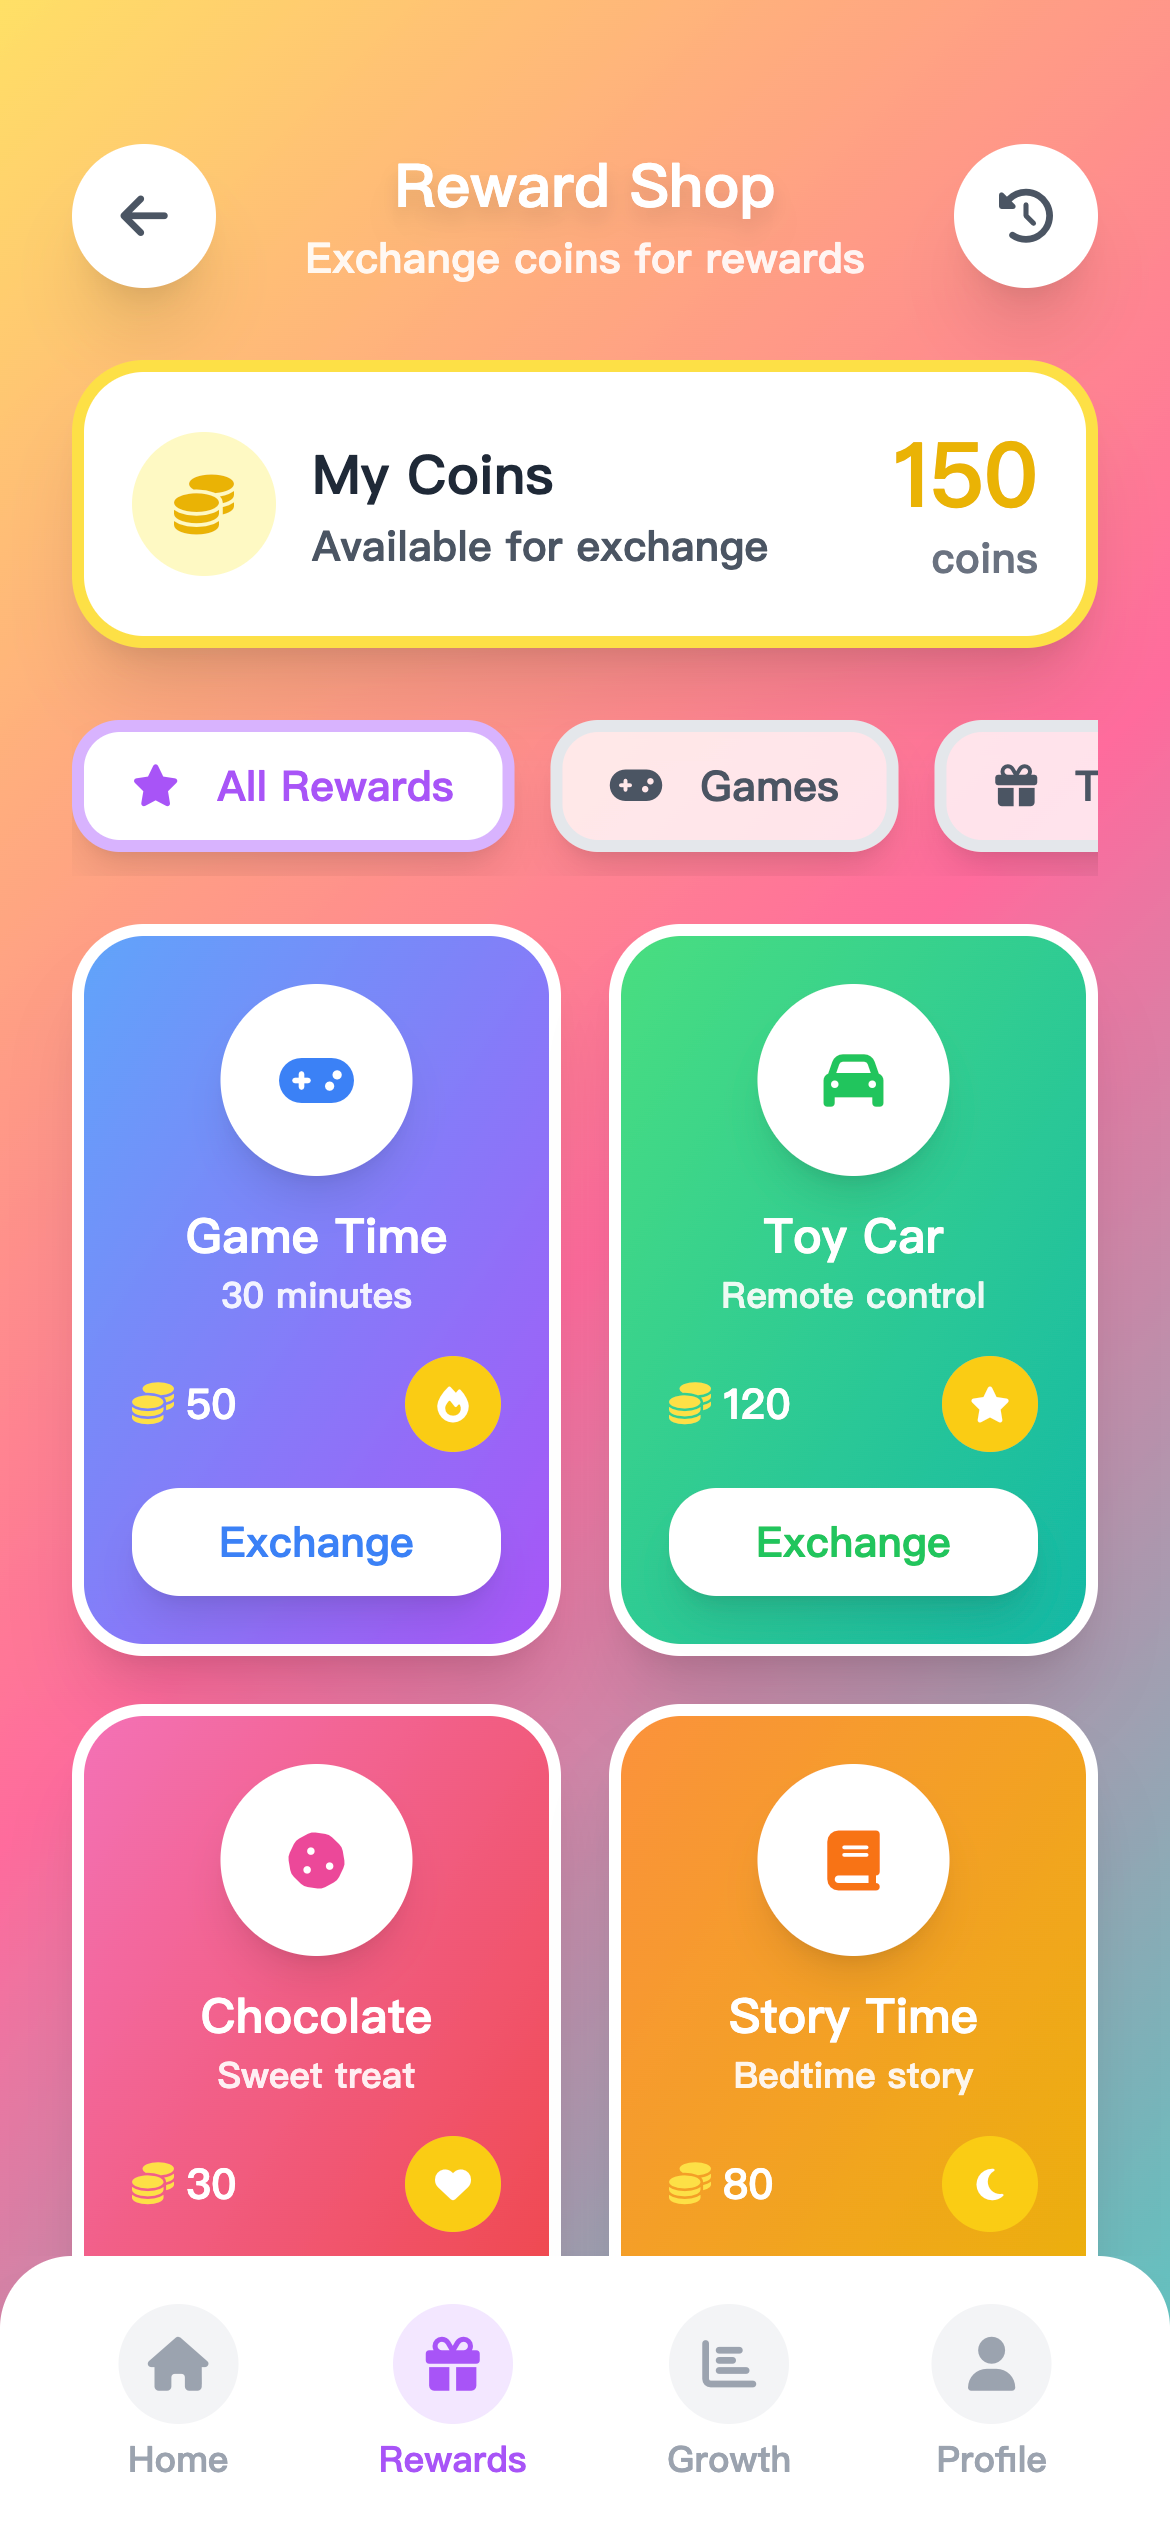 Reward Shop
Exchange coins for rewards
My Coins
Available for exchange
150
coins
All Rewards
Games
Game Time
30 minutes
50
Exchange
Toy Car
Remote control
120
Exchange
Chocolate
Sweet treat
30
Story Time
Bedtime story
80
Home
Rewards
Growth
Profile